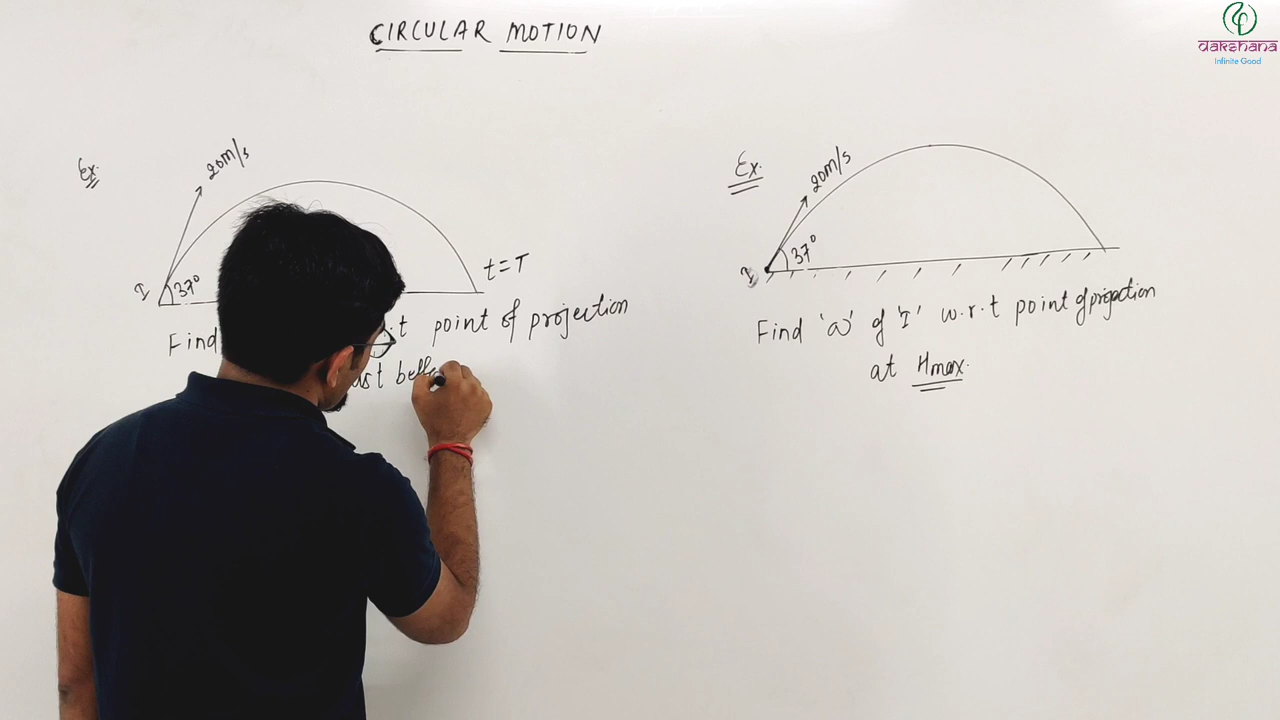 CIRCULAR MOTION
dakshana
Infinite Good
Ex.
20m/s
I
37°
t=T
Find
.t point of projection
Ex.
20m/s
I
37°
Find 'ω' of 'I' w.r.t point of projection
at Hmax.